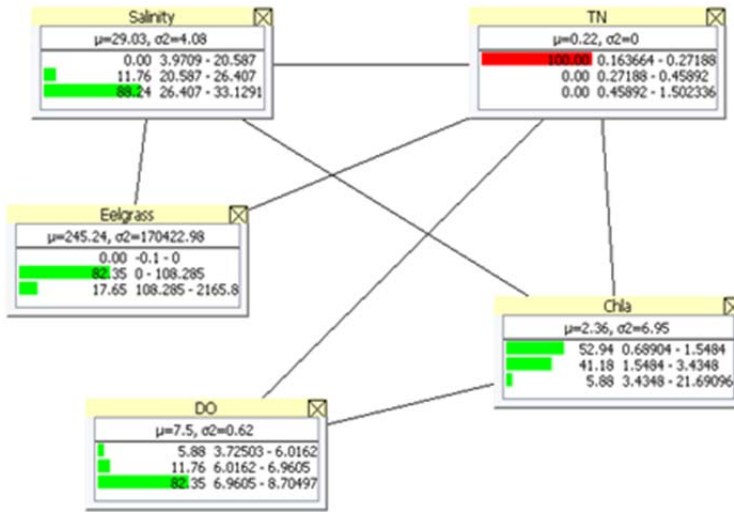 Salinity
μ=29.03, σ2=4.08
0.00 3.9709 - 20.587
11.76 20.587 - 26.407
88.24 26.407 - 33.1291
TN
μ=0.22, σ2=0
100.00 0.163664 - 0.27188
0.00 0.27188 - 0.45892
0.00 0.45892 - 1.502336
Eelgrass
μ=245.24, σ2=170422.98
0.00 -0.1 - 0
82.35 0 - 108.285
17.65 108.285 - 2165.8
Chla
μ=2.36, σ2=6.95
52.94 0.68904 - 1.5484
41.18 1.5484 - 3.4348
5.88 3.4348 - 21.69096
DO
μ=7.5, σ2=0.62
5.88 3.72503 - 6.0162
11.76 6.0162 - 6.9605
82.35 6.9605 - 8.70497